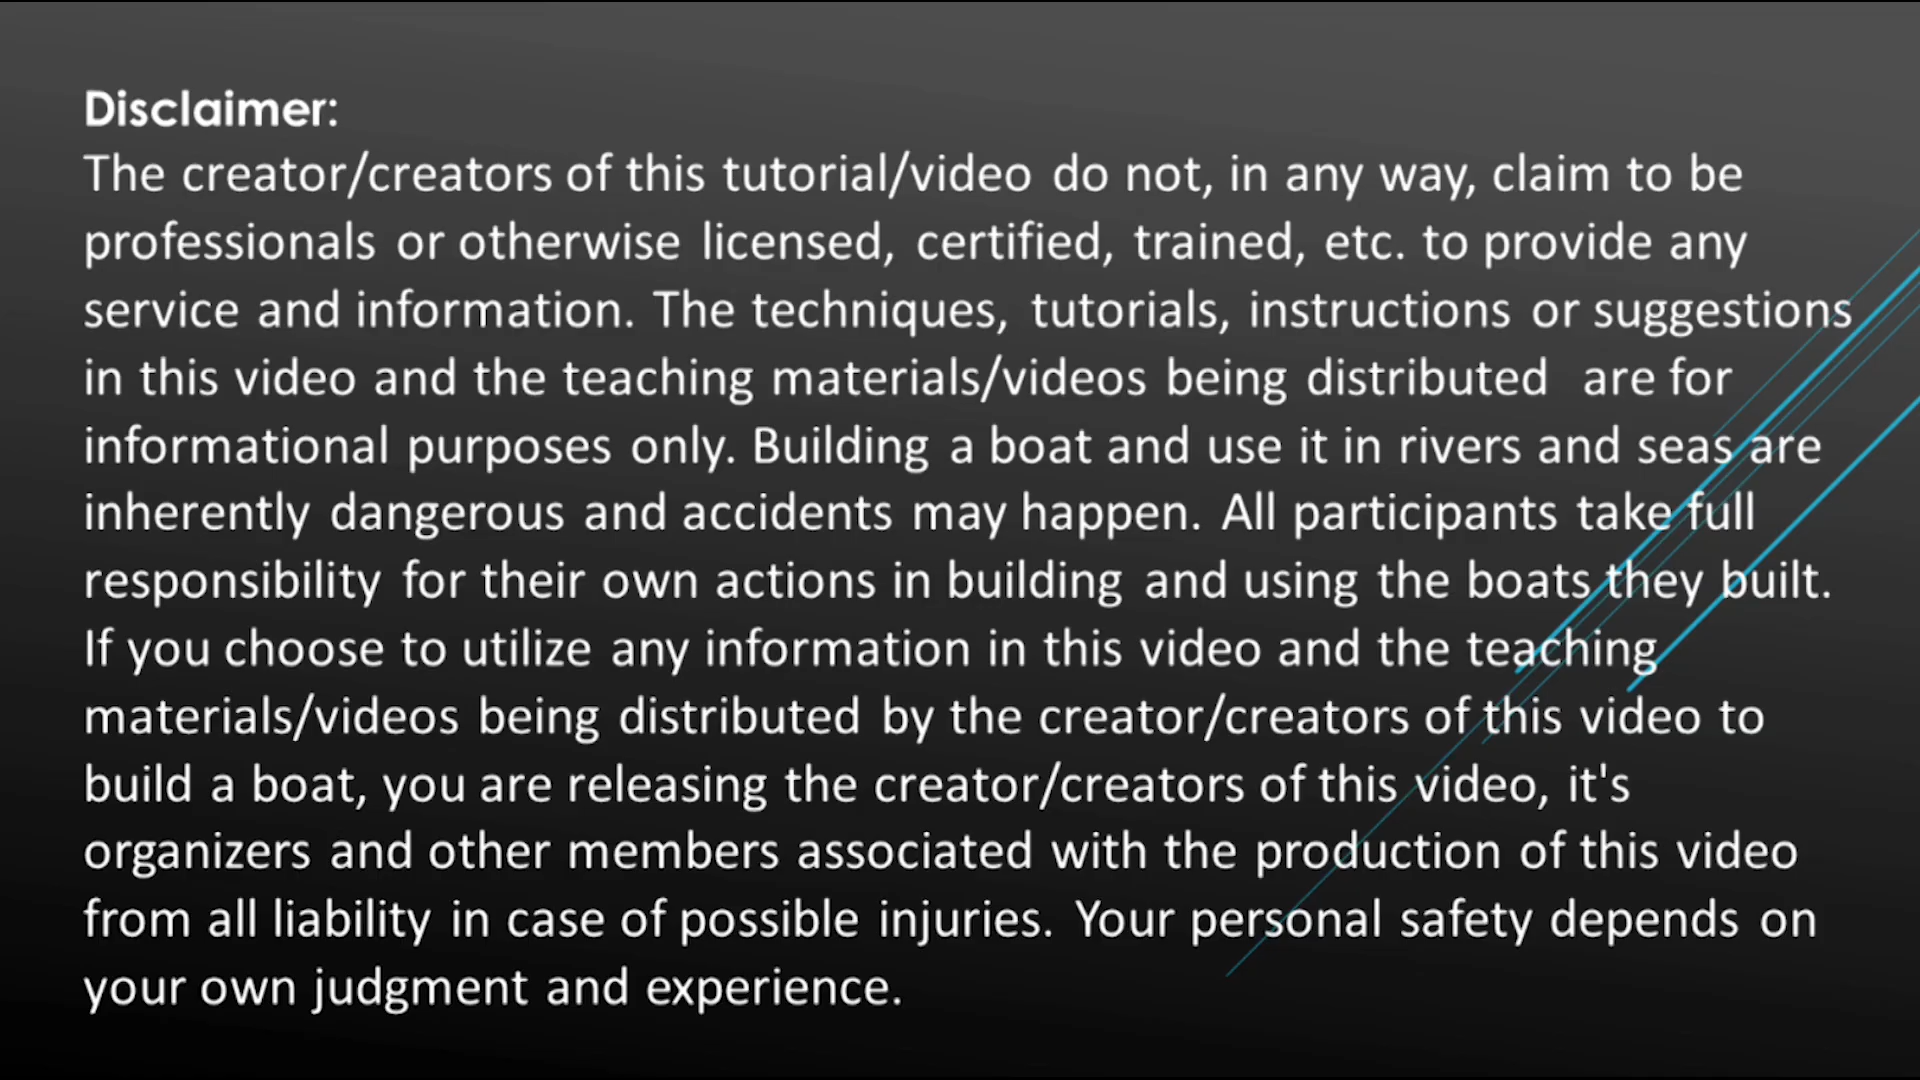 Disclaimer:
The creator/creators of this tutorial/video do not, in any way, claim to be
professionals or otherwise licensed, certified, trained, etc. to provide any
service and information. The techniques, tutorials, instructions or suggestions
in this video and the teaching materials/videos being distributed are for
informational purposes only. Building a boat and use it in rivers and seas are
inherently dangerous and accidents may happen. All participants take full
responsibility for their own actions in building and using the boats they built.
If you choose to utilize any information in this video and the teaching
materials/videos being distributed by the creator/creators of this video to
build a boat, you are releasing the creator/creators of this video, it's
organizers and other members associated with the production of this video
from all liability in case of possible injuries. Your personal safety depends on
your own judgment and experience.